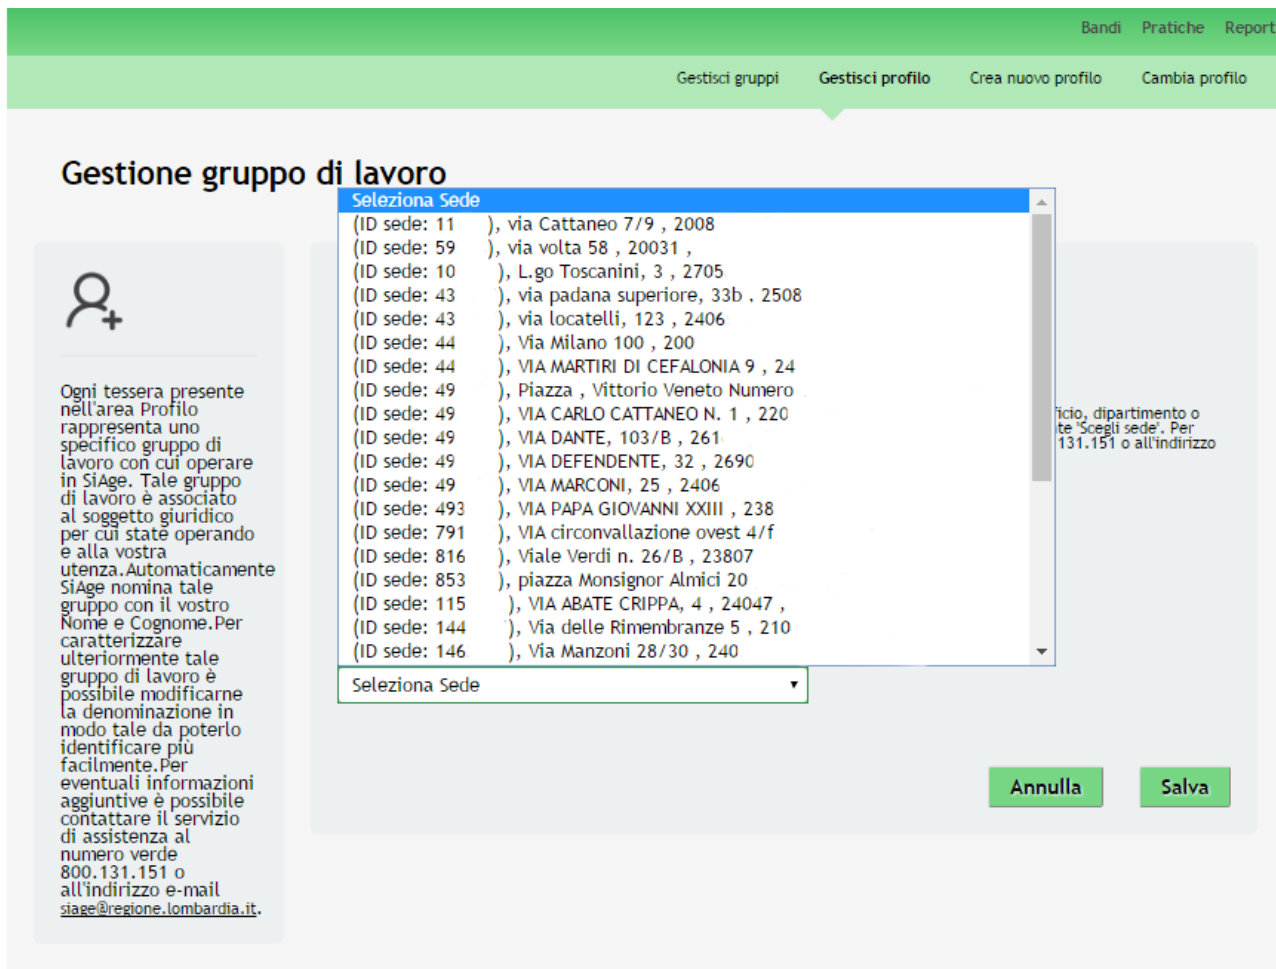 Bandi Pratiche Report
Gestisci gruppi Gestisci profilo Crea nuovo profilo Cambia profilo
Gestione gruppo di lavoro
Ogni tessera presente
nell'area Profilo
rappresenta uno
specifico gruppo di
lavoro con cui operare
in SiAge. Tale gruppo
di lavoro è associato
al soggetto giuridico
per cui state operando
e alla vostra
utenza.Automaticamente
SiAge nomina tale
gruppo con il vostro
Nome e Cognome.Per
caratterizzare
ulteriormente tale
gruppo di lavoro è
possibile modificarne
la denominazione in
modo tale da poterlo
identificare più
facilmente.Per
eventuali informazioni
aggiuntive è possibile
contattare il servizio
di assistenza al
numero verde
800.131.151 o
all'indirizzo e-mail
siage@regione.lombardia.it.
Seleziona Sede
(ID sede: 11 ), via Cattaneo 7/9 , 2008
(ID sede: 59 ), via volta 58 , 20031 ,
(ID sede: 10 ), L.go Toscanini, 3 , 2705
(ID sede: 43 ), via padana superiore, 33b , 2508
(ID sede: 43 ), via locatelli, 123 , 2406
(ID sede: 44 ), Via Milano 100 , 200
(ID sede: 44 ), VIA MARTIRI DI CEFALONIA 9 , 24
(ID sede: 49 ), Piazza , Vittorio Veneto Numero
(ID sede: 49 ), VIA CARLO CATTANEO N. 1 , 220
(ID sede: 49 ), VIA DANTE, 103/B , 261
(ID sede: 49 ), VIA DEFENDENTE, 32 , 2690
(ID sede: 49 ), VIA MARCONI, 25 , 2406
(ID sede: 493 ), VIA PAPA GIOVANNI XXIII , 238
(ID sede: 791 ), VIA circonvallazione ovest 4/f
(ID sede: 816 ), Viale Verdi n. 26/B , 23807
(ID sede: 853 ), piazza Monsignor Almici 20
(ID sede: 115 ), VIA ABATE CRIPPA, 4 , 24047 ,
(ID sede: 144 ), Via delle Rimembranze 5 , 210
(ID sede: 146 ), Via Manzoni 28/30 , 240
Seleziona Sede
ficio, dipartimento o
te 'Scegli sede'. Per
131.151 o all'indirizzo
Annulla Salva